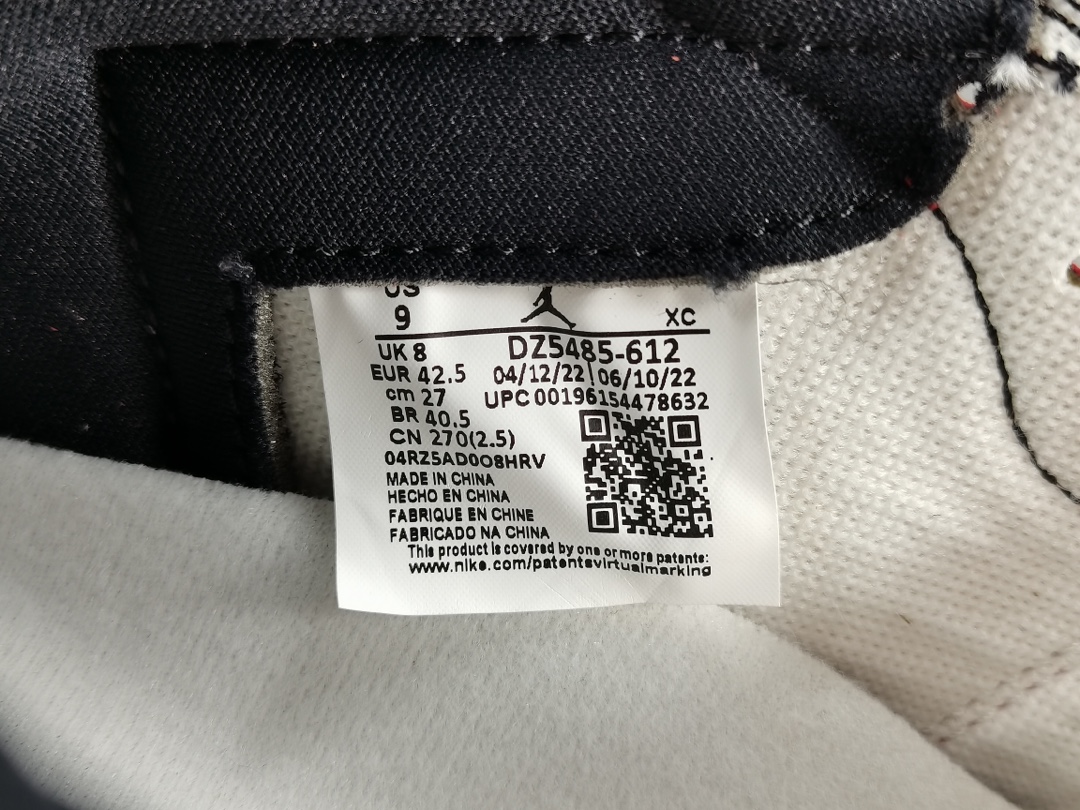 US
9
XC
UK 8
DZ5485-612
EUR 42.5
04/12/22 06/10/22
cm 27
UPC 00196154478632
BR 40.5
CN 270(2.5)
04RZ5AD0O8HRV
MADE IN CHINA
HECHO EN CHINA
FABRIQUE EN CHINE
FABRICADO NA CHINA
This product is covered by one or more patents:
www.nike.com/patentsvirtualmarking